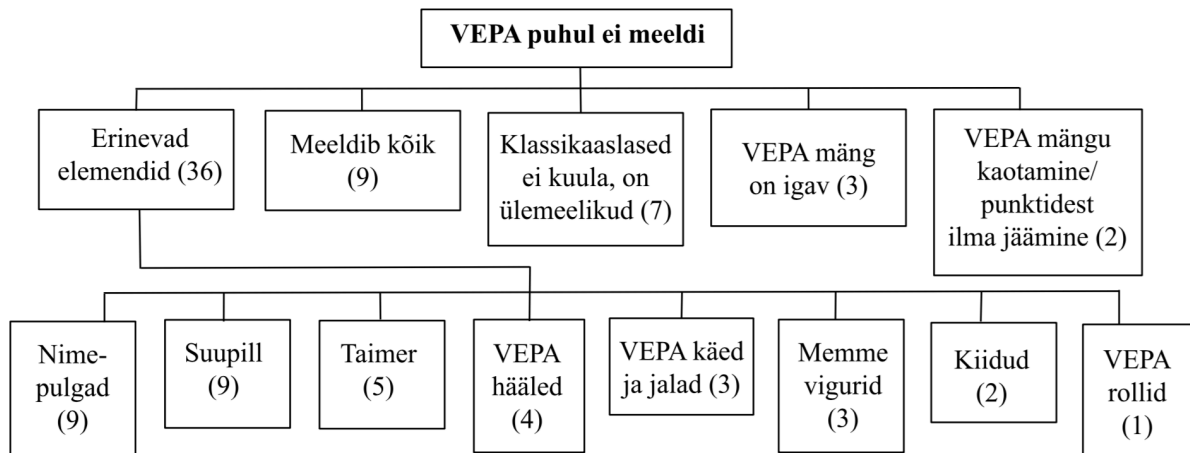 VEPA puhul ei meeldi
Erinevad
elemendid (36)
Meeldib kõik
(9)
Klassikaaslased
ei kuula, on
ülemeelikud (7)
VEPA mäng
on igav (3)
VEPA mängu
kaotamine/
punktidest
ilma jäämine (2)
Nime-
pulgad
(9)
Suupill
(9)
Taimer
(5)
VEPA
hääled
(4)
VEPA käed
ja jalad (3)
Memme
vigurid
(3)
Kiidud
(2)
VEPA
rollid
(1)